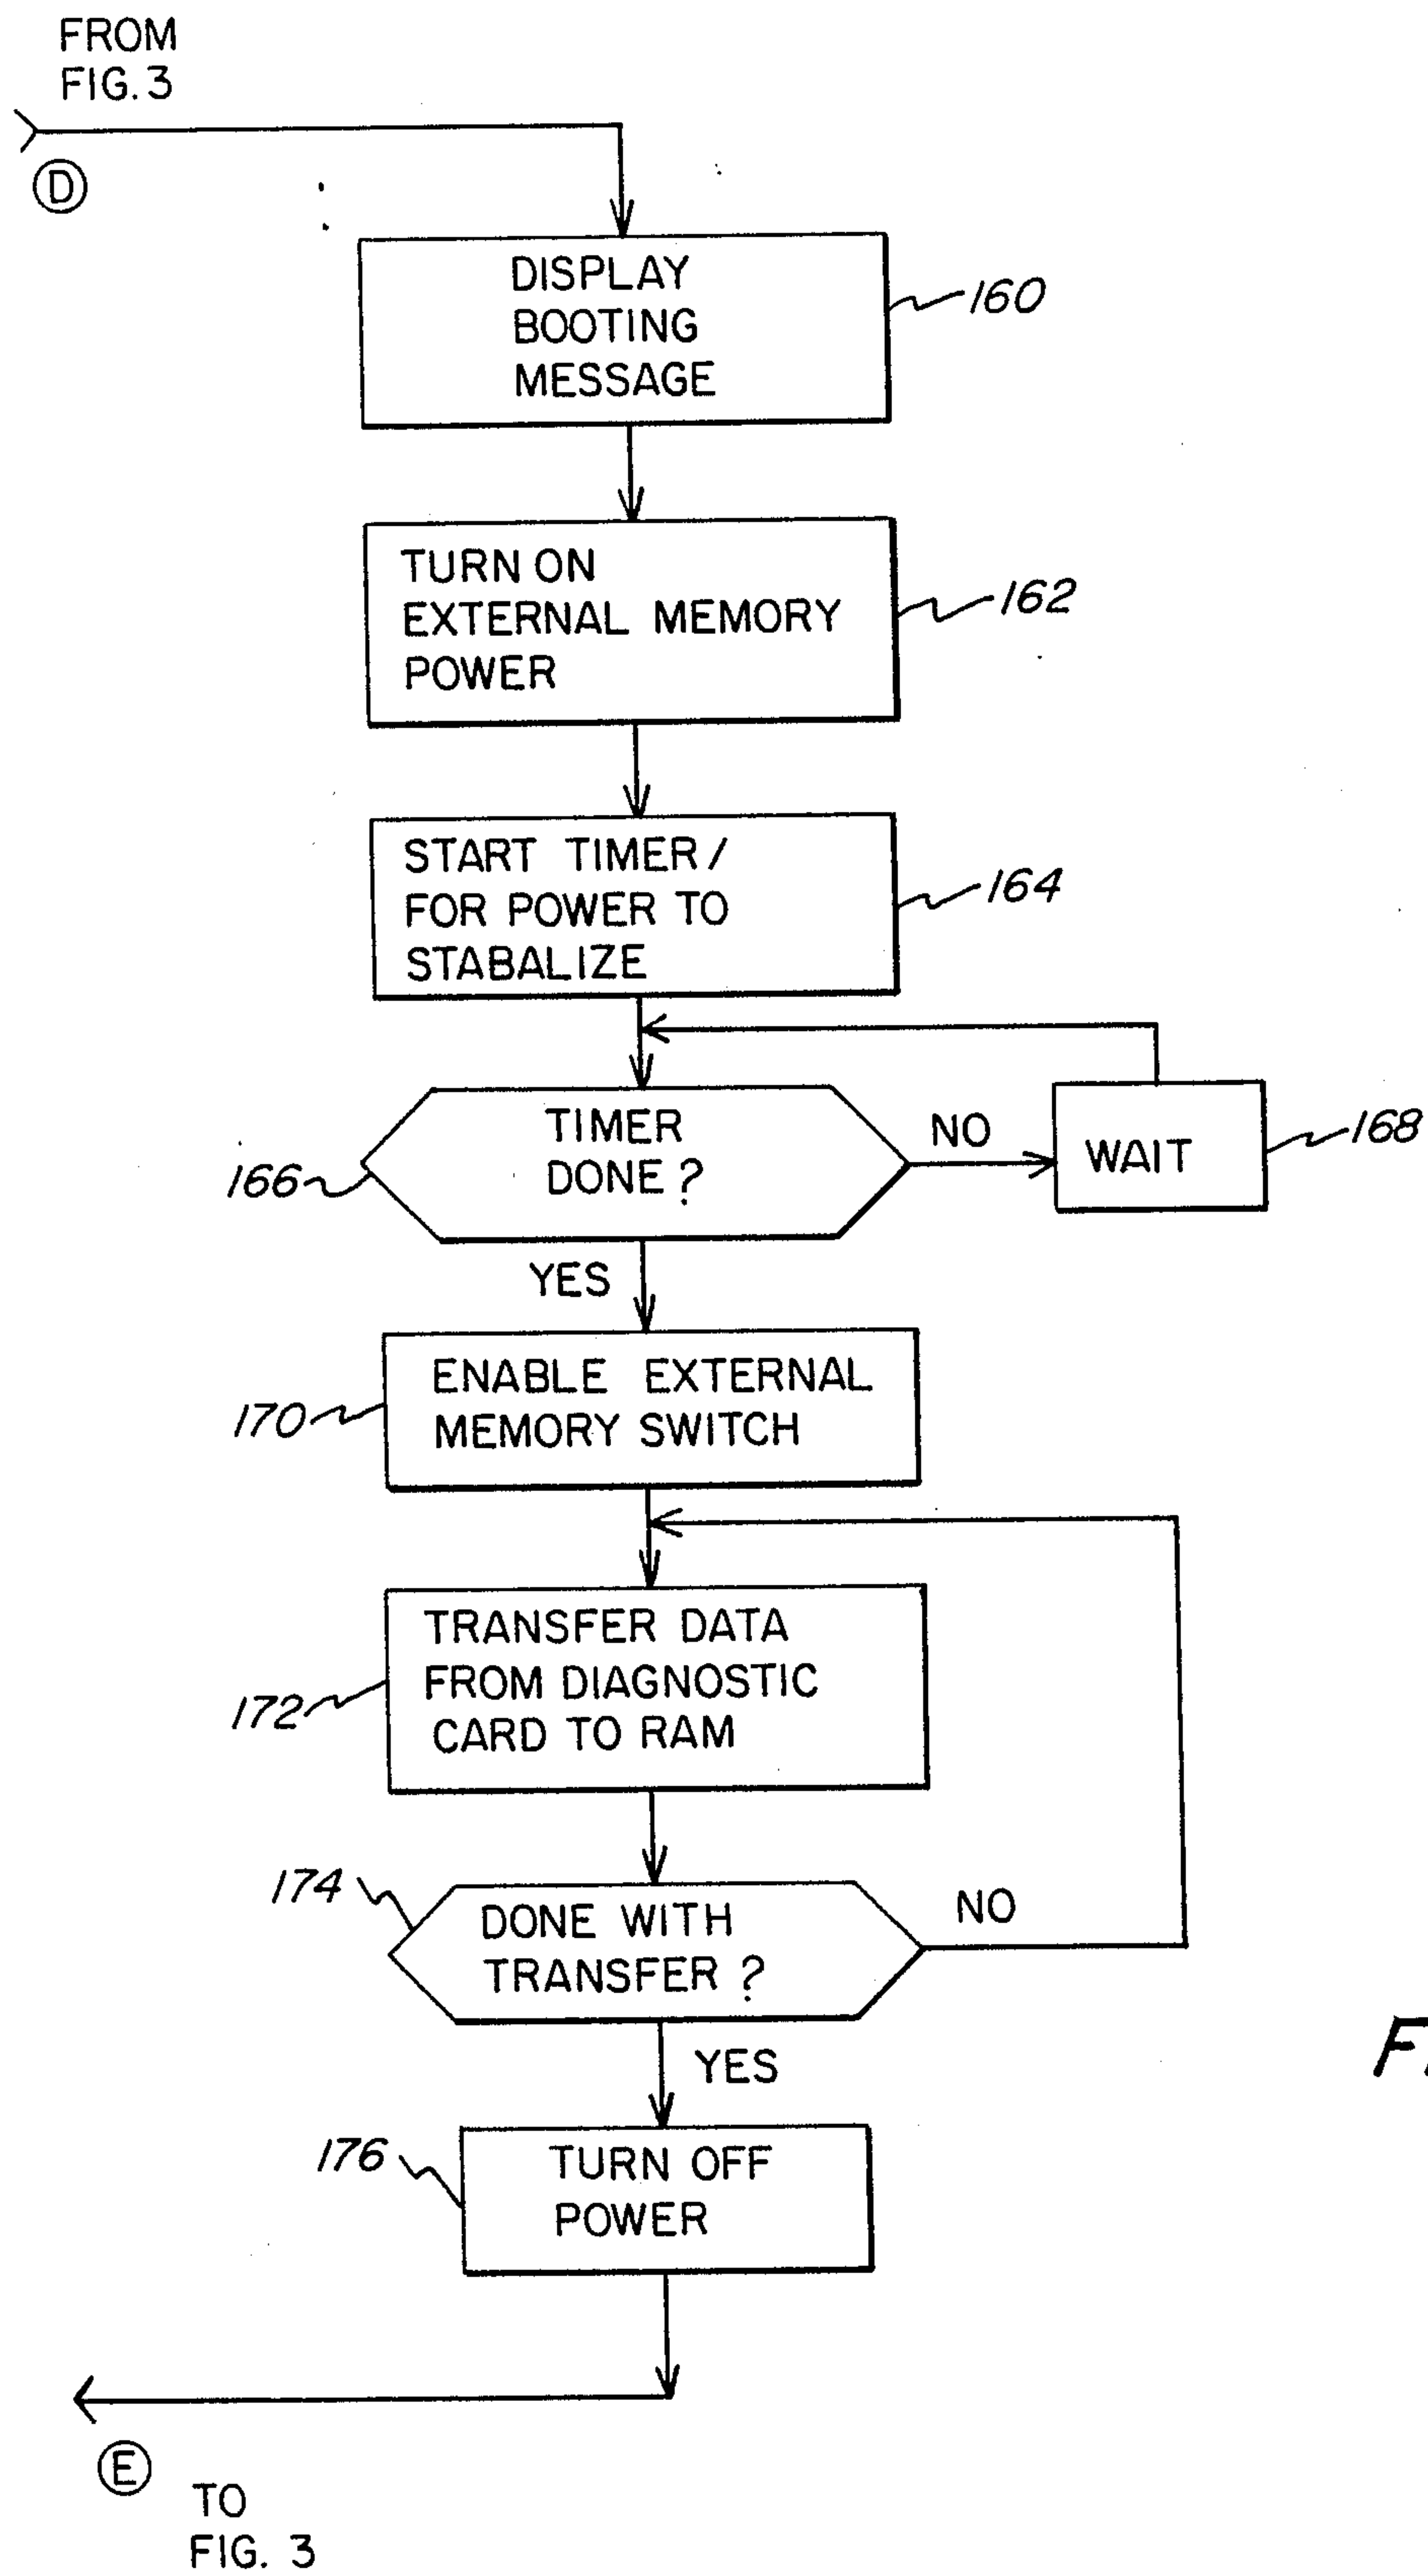 FROM
FIG. 3
D
DISPLAY
BOOTING
MESSAGE
160
TURN ON
EXTERNAL MEMORY
POWER
162
START TIMER /
FOR POWER TO
STABALIZE
164
TIMER
DONE ?
166
NO
WAIT
168
YES
ENABLE EXTERNAL
MEMORY SWITCH
170
TRANSFER DATA
FROM DIAGNOSTIC
CARD TO RAM
172
174
DONE WITH
TRANSFER ?
NO
YES
176
TURN OFF
POWER
E
TO
FIG. 3